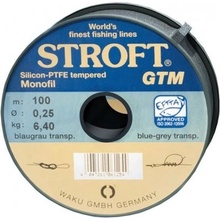 World's
finest fishing lines
STROFT
GTM
Silicon-PTFE tempered
Monofil
m : 100
Ø : 0,25
kg : 6,40
EFTTA
APPROVED
blaugrau transp.
blue-grey transp.
WAKU GMBH GERMANY